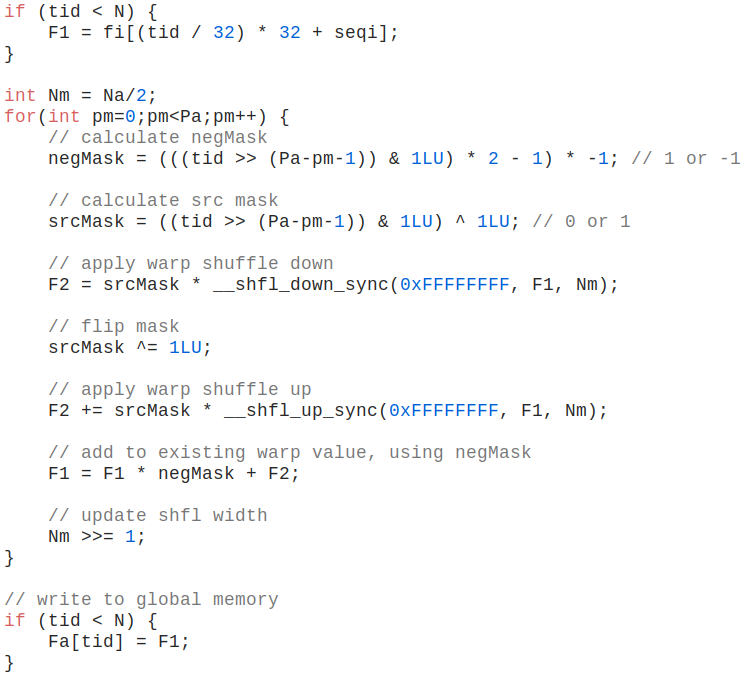 if (tid < N) {
    F1 = fi[(tid / 32) * 32 + seqi];
}

int Nm = Na/2;
for(int pm=0;pm<Pa;pm++) {
    // calculate negMask
    negMask = (((tid >> (Pa-pm-1)) & 1LU) * 2 - 1) * -1; // 1 or -1

    // calculate src mask
    srcMask = ((tid >> (Pa-pm-1)) & 1LU) ^ 1LU; // 0 or 1

    // apply warp shuffle down
    F2 = srcMask * __shfl_down_sync(0xFFFFFFFF, F1, Nm);

    // flip mask
    srcMask ^= 1LU;

    // apply warp shuffle up
    F2 += srcMask * __shfl_up_sync(0xFFFFFFFF, F1, Nm);

    // add to existing warp value, using negMask
    F1 = F1 * negMask + F2;

    // update shfl width
    Nm >>= 1;
}

// write to global memory
if (tid < N) {
    Fa[tid] = F1;
}